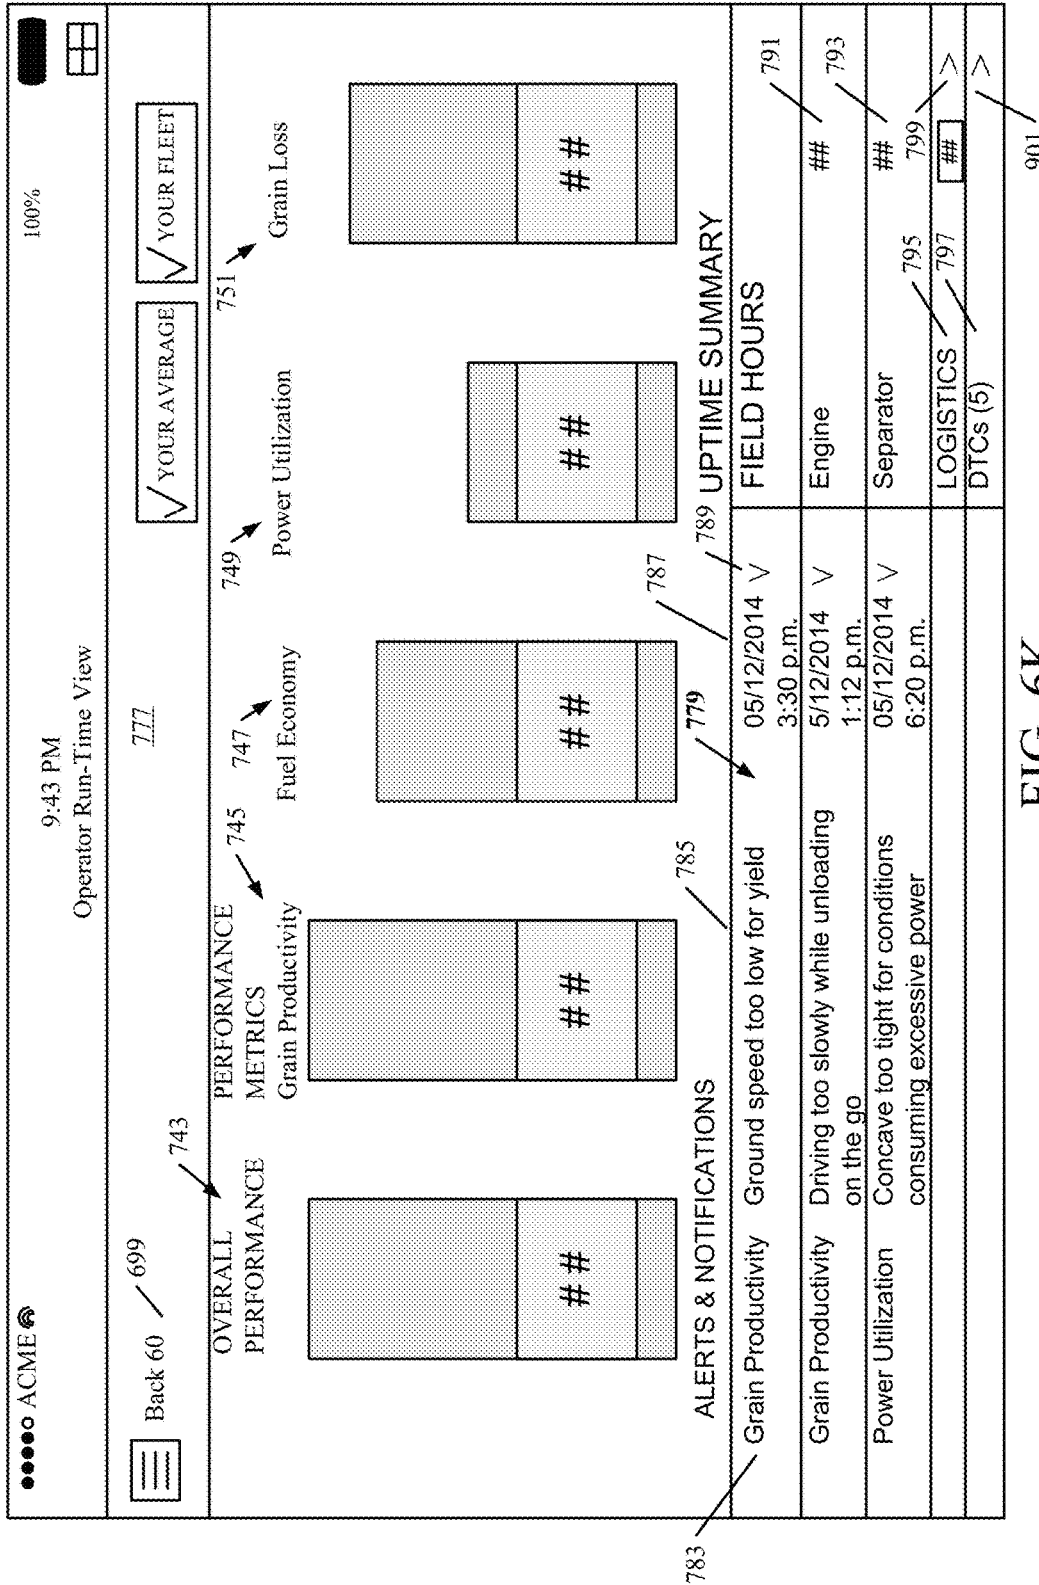 ACME
9:43 PM
100%
Operator Run-Time View
Back 60
699
777
YOUR AVERAGE
YOUR FLEET
743
745
747
749
751
OVERALL
PERFORMANCE
PERFORMANCE
METRICS
Grain Productivity
Fuel Economy
Power Utilization
Grain Loss
##
##
##
##
##
785
779
787
789
ALERTS & NOTIFICATIONS
UPTIME SUMMARY
783
Grain Productivity Ground speed too low for yield 05/12/2014 V
3:30 p.m.
FIELD HOURS
791
Grain Productivity Driving too slowly while unloading 5/12/2014 V
on the go 1:12 p.m.
Engine ##
793
Power Utilization Concave too tight for conditions 05/12/2014 V
consuming excessive power 6:20 p.m.
Separator ##
795
799
LOGISTICS ## >
797
DTCs (5) >
901
FIG. 6K